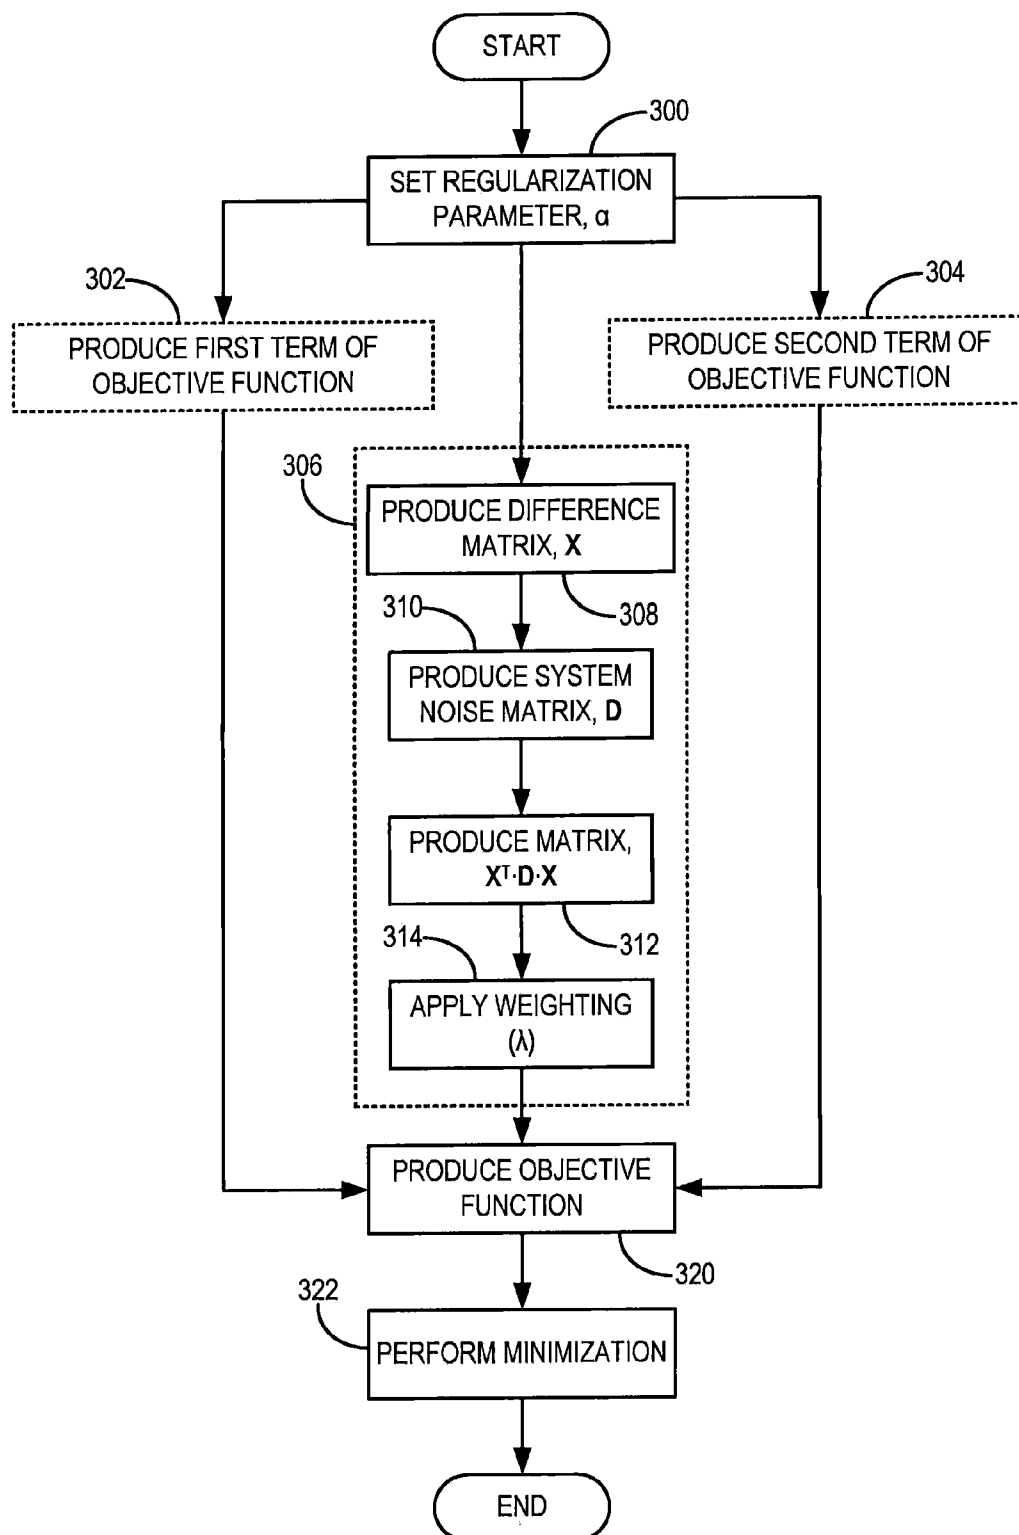 START
300
SET REGULARIZATION
PARAMETER, α
302
304
PRODUCE FIRST TERM OF
OBJECTIVE FUNCTION
PRODUCE SECOND TERM OF
OBJECTIVE FUNCTION
306
PRODUCE DIFFERENCE
MATRIX, X
308
310
PRODUCE SYSTEM
NOISE MATRIX, D
PRODUCE MATRIX,
Xᵀ·D·X
312
314
APPLY WEIGHTING
(λ)
PRODUCE OBJECTIVE
FUNCTION
320
322
PERFORM MINIMIZATION
END